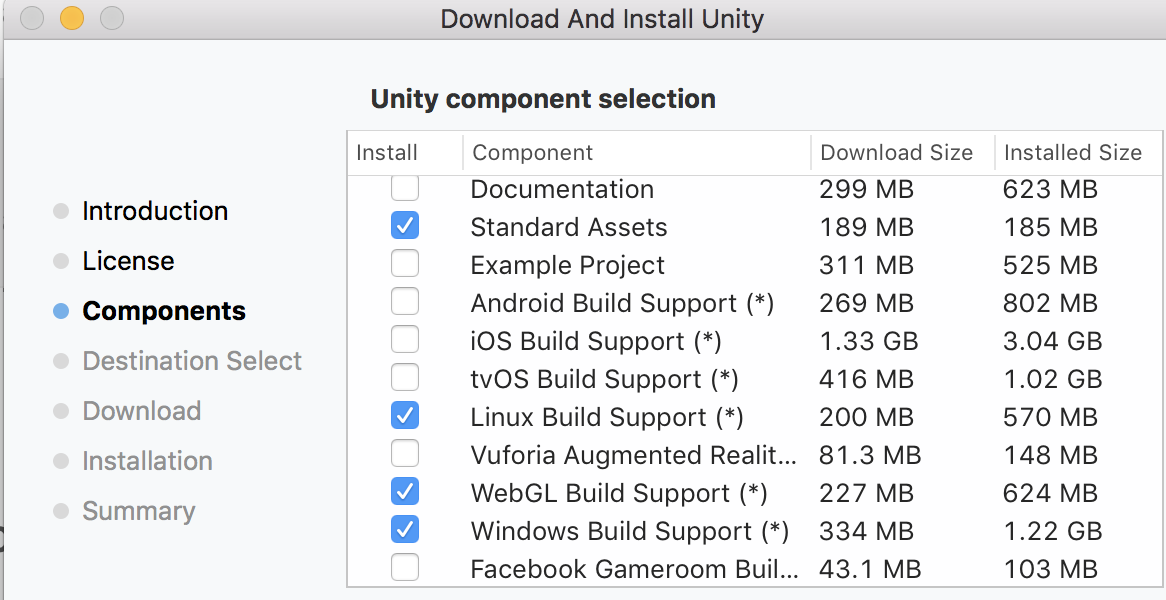 Download And Install Unity
Unity component selection
Introduction
License
Components
Destination Select
Download
Installation
Summary
Install Component Download Size Installed Size
Documentation 299 MB 623 MB
Standard Assets 189 MB 185 MB
Example Project 311 MB 525 MB
Android Build Support (*) 269 MB 802 MB
iOS Build Support (*) 1.33 GB 3.04 GB
tvOS Build Support (*) 416 MB 1.02 GB
Linux Build Support (*) 200 MB 570 MB
Vuforia Augmented Realit... 81.3 MB 148 MB
WebGL Build Support (*) 227 MB 624 MB
Windows Build Support (*) 334 MB 1.22 GB
Facebook Gameroom Buil... 43.1 MB 103 MB